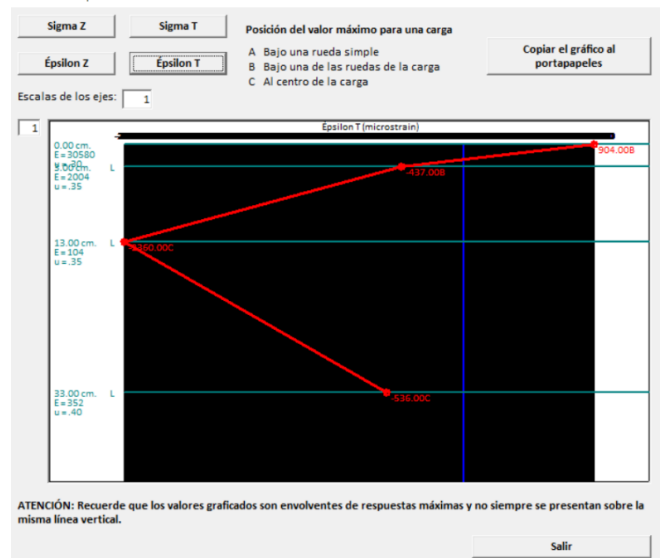 Sigma Z
Sigma T
Posición del valor máximo para una carga
Épsilon Z
Épsilon T
A Bajo una rueda simple
B Bajo una de las ruedas de la carga
C Al centro de la carga
Copiar el gráfico al
portapapeles
Escalas de los ejes: 1
1
Épsilon T (microstrain)
0.00 cm.
E=30580
904.00B
L
E=2004
u=.35
-437.00B
13.00 cm. L
E=104
u=.35
33.00 cm. L
E=352
u=.40
-536.00C
ATENCIÓN: Recuerde que los valores graficados son envolventes de respuestas máximas y no siempre se presentan sobre la
misma línea vertical.
Salir